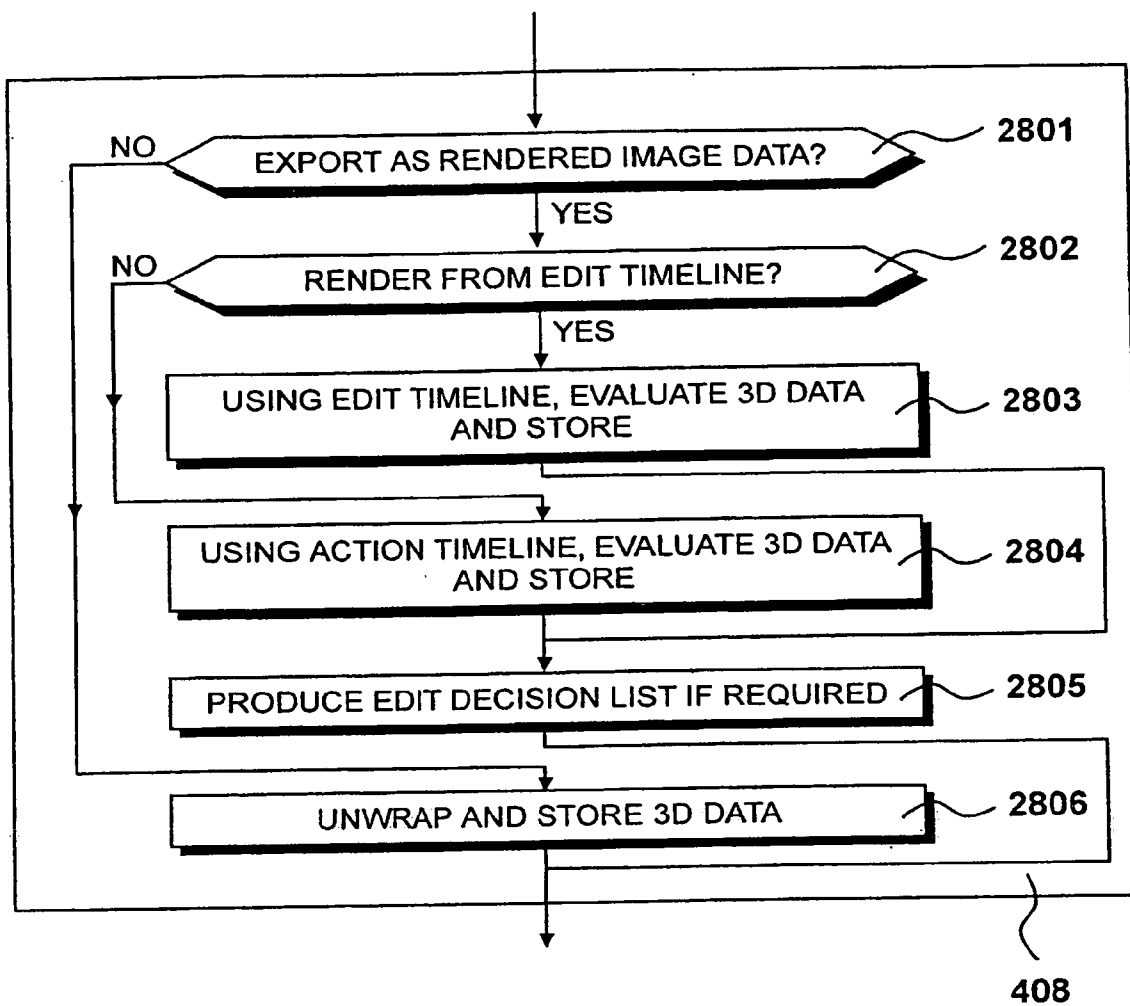 NO
EXPORT AS RENDERED IMAGE DATA?
2801
YES
NO
RENDER FROM EDIT TIMELINE?
2802
YES
USING EDIT TIMELINE, EVALUATE 3D DATA
AND STORE
2803
USING ACTION TIMELINE, EVALUATE 3D DATA
AND STORE
2804
PRODUCE EDIT DECISION LIST IF REQUIRED
2805
UNWRAP AND STORE 3D DATA
2806
408